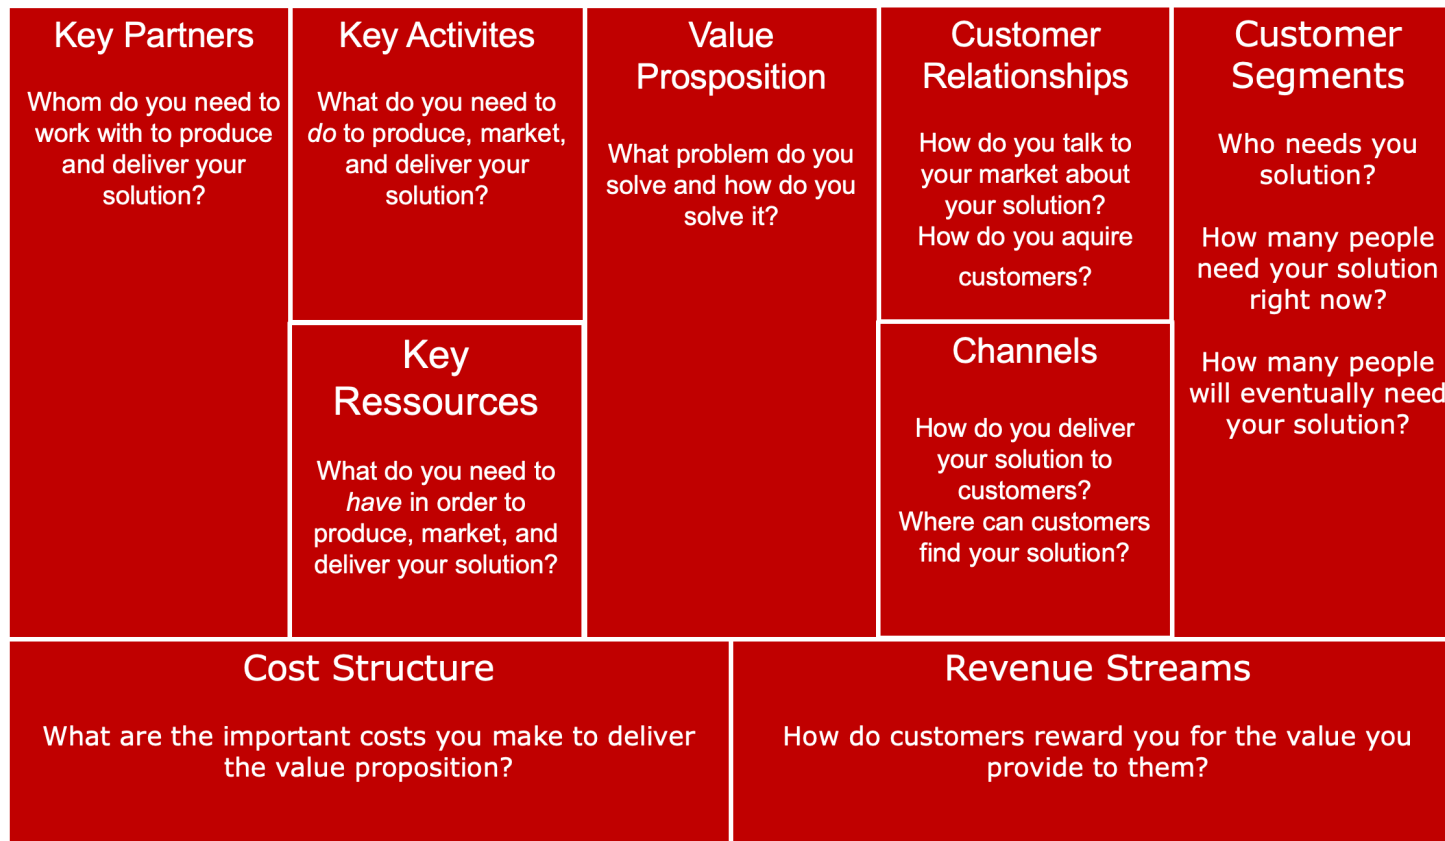 Key Partners
Whom do you need to
work with to produce
and deliver your
solution?
Key Activites
What do you need to
do to produce, market,
and deliver your
solution?
Key
Ressources
What do you need to
have in order to
produce, market, and
deliver your solution?
Value
Prosposition
What problem do you
solve and how do you
solve it?
Customer
Relationships
How do you talk to
your market about
your solution?
How do you aquire
customers?
Channels
How do you deliver
your solution to
customers?
Where can customers
find your solution?
Customer
Segments
Who needs you
solution?
How many people
need your solution
right now?
How many people
will eventually need
your solution?
Cost Structure
What are the important costs you make to deliver
the value proposition?
Revenue Streams
How do customers reward you for the value you
provide to them?